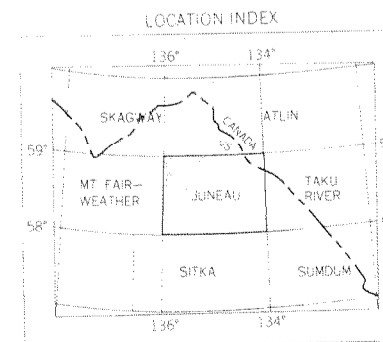 LOCATION INDEX
136° 134°
SKAGWAY ATLIN
CANADA
US
59°
MT FAIR-
WEATHER
JUNEAU
TAKU
RIVER
58°
SITKA SUMDUM
136° 134°